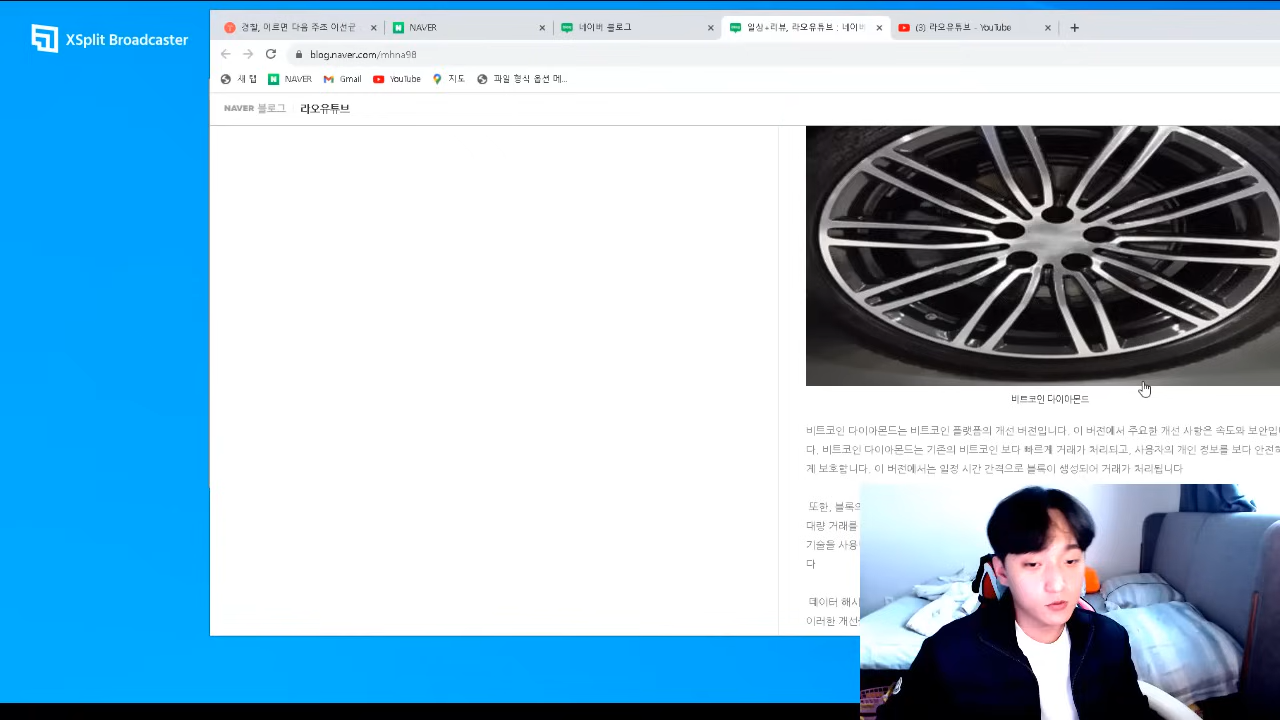 XSplit Broadcaster
경찰, 이르면 다음 주초 이선균
NAVER
네이버 블로그
일상+리뷰, 라오유튜브 : 네이버
(3) 라오유튜브 - YouTube
blog.naver.com/mhna98
새 탭
NAVER
Gmail
YouTube
지도
파일 형식 옵션 메...
NAVER 블로그
라오유튜브
비트코인 다이아몬드
비트코인 다이아몬드는 비트코인 플랫폼의 개선 버전입니다. 이 버전에서 주요한 개선 사항은 속도와 보안입니
다. 비트코인 다이아몬드는 기존의 비트코인 보다 빠르게 거래가 처리되고, 사용자의 개인 정보를 보다 안전하
게 보호합니다. 이 버전에서는 일정 시간 간격으로 블록이 생성되어 거래가 처리됩니다
또한, 블록의
대량 거래를
기술을 사용
다
데이터 해시
이러한 개선